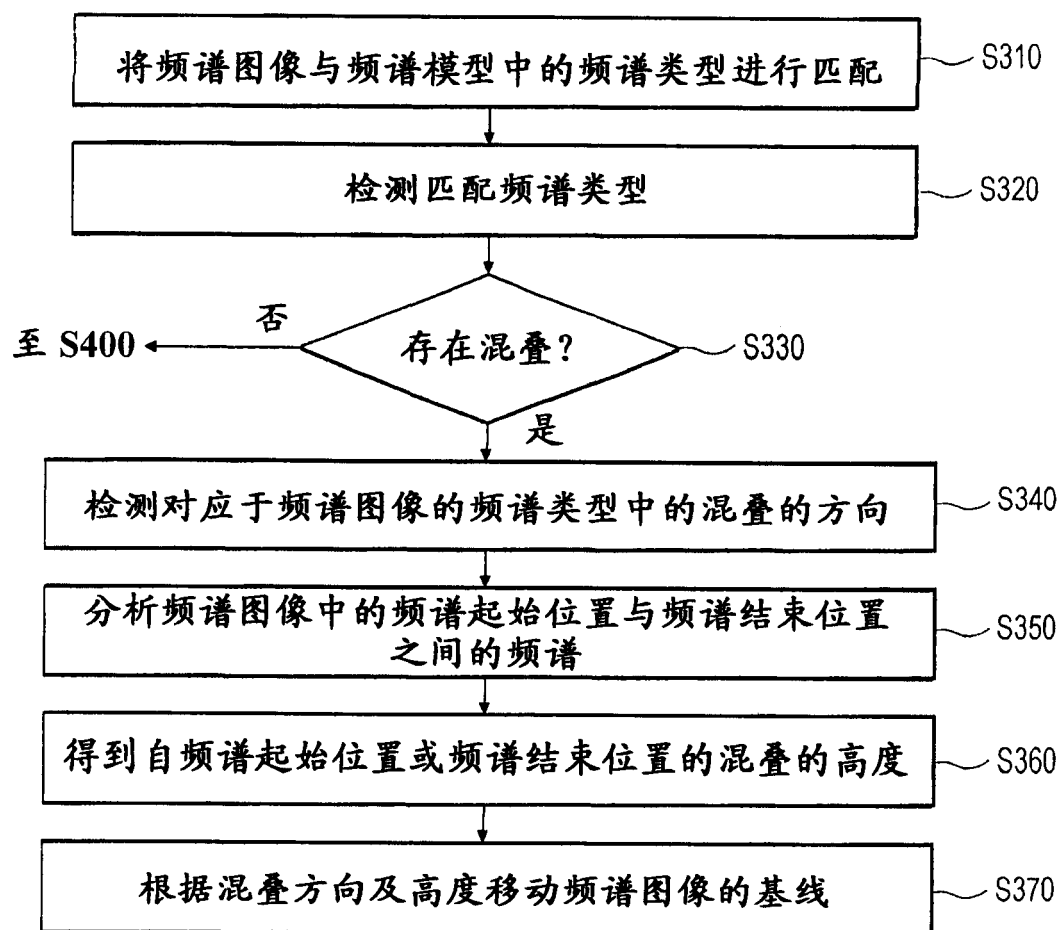 将频谱图像与频谱模型中的频谱类型进行匹配
S310
检测匹配频谱类型
S320
否
至 S400
存在混叠?
S330
是
检测对应于频谱图像的频谱类型中的混叠的方向
S340
分析频谱图像中的频谱起始位置与频谱结束位置
之间的频谱
S350
得到自频谱起始位置或频谱结束位置的混叠的高度
S360
根据混叠方向及高度移动频谱图像的基线
S370